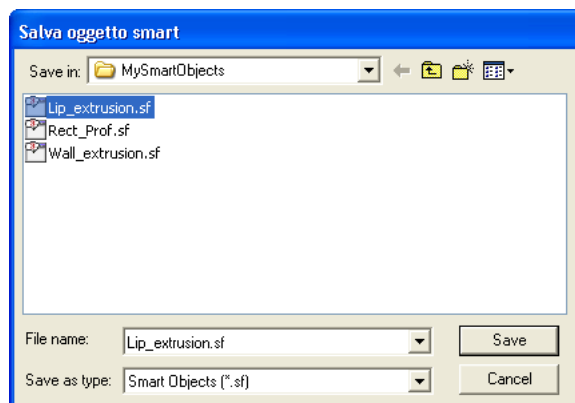 Salva oggetto smart
Save in: MySmartObjects
Lip_extrusion.sf
Rect_Prof.sf
Wall_extrusion.sf
File name: Lip_extrusion.sf Save
Save as type: Smart Objects (*.sf) Cancel